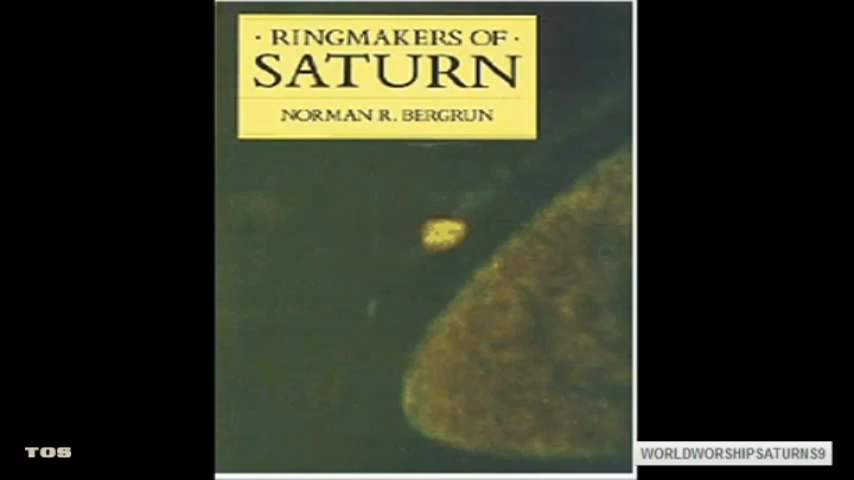 · RINGMAKERS OF ·
SATURN
NORMAN R. BERGRUN
TOS
WORLDWORSHIPSATURNS9